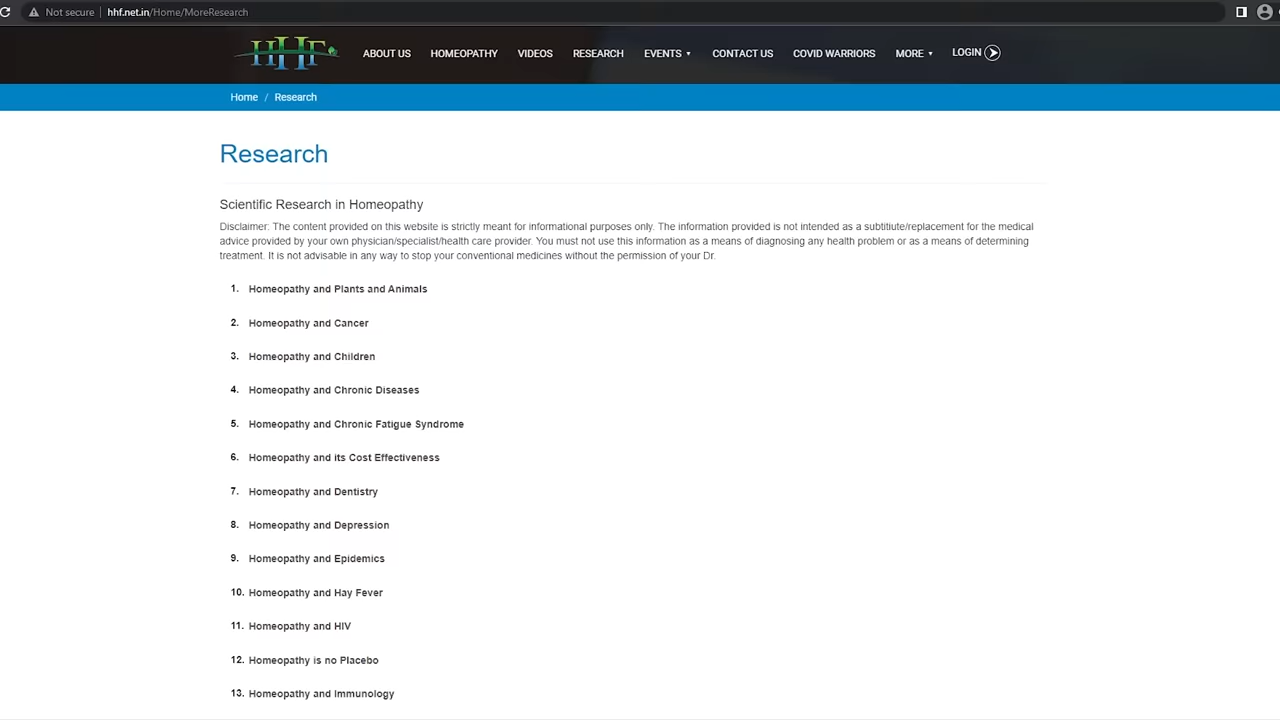 Not secure | hhf.net.in/Home/MoreResearch
HHF ABOUT US HOMEOPATHY VIDEOS RESEARCH EVENTS CONTACT US COVID WARRIORS MORE LOGIN
Home / Research
Research
Scientific Research in Homeopathy
Disclaimer: The content provided on this website is strictly meant for informational purposes only. The information provided is not intended as a subtitiute/replacement for the medical
advice provided by your own physician/specialist/health care provider. You must not use this information as a means of diagnosing any health problem or as a means of determining
treatment. It is not advisable in any way to stop your conventional medicines without the permission of your Dr.
1. Homeopathy and Plants and Animals
2. Homeopathy and Cancer
3. Homeopathy and Children
4. Homeopathy and Chronic Diseases
5. Homeopathy and Chronic Fatigue Syndrome
6. Homeopathy and its Cost Effectiveness
7. Homeopathy and Dentistry
8. Homeopathy and Depression
9. Homeopathy and Epidemics
10. Homeopathy and Hay Fever
11. Homeopathy and HIV
12. Homeopathy is no Placebo
13. Homeopathy and Immunology